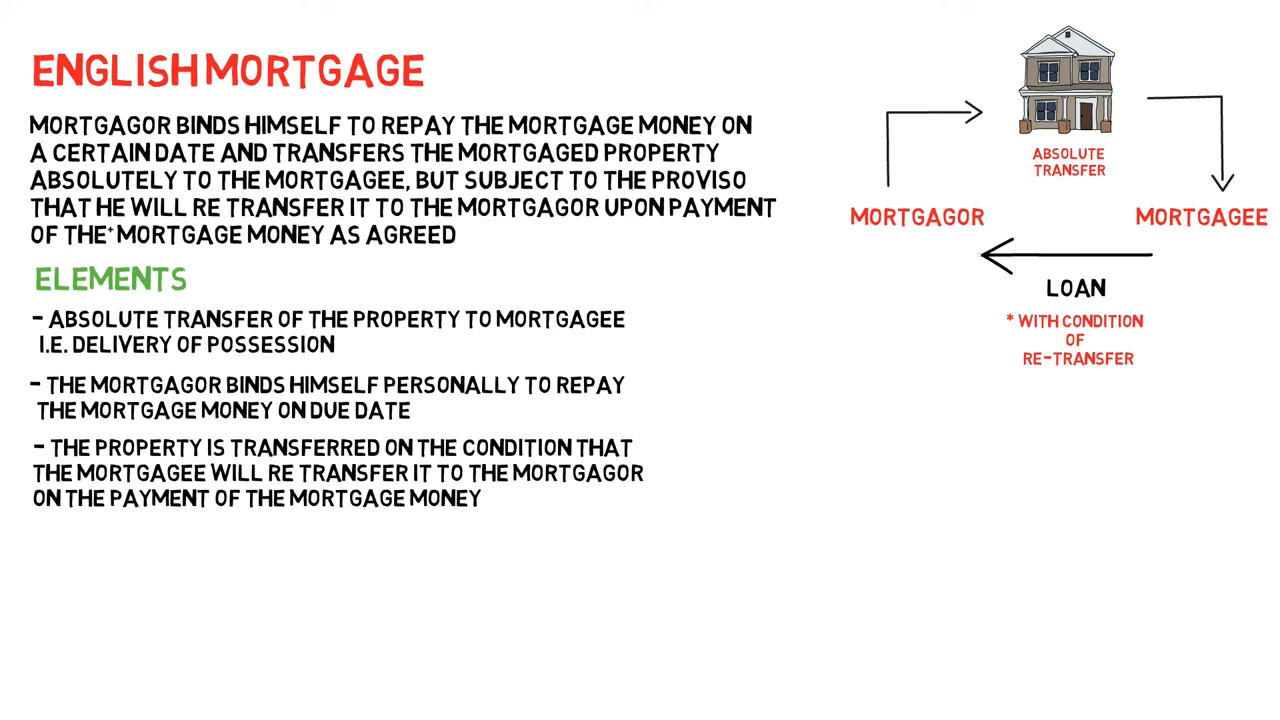 ENGLISH MORTGAGE
MORTGAGOR BINDS HIMSELF TO REPAY THE MORTGAGE MONEY ON
A CERTAIN DATE AND TRANSFERS THE MORTGAGED PROPERTY
ABSOLUTELY TO THE MORTGAGEE, BUT SUBJECT TO THE PROVISO
THAT HE WILL RE TRANSFER IT TO THE MORTGAGOR UPON PAYMENT
OF THE MORTGAGE MONEY AS AGREED
ELEMENTS
- ABSOLUTE TRANSFER OF THE PROPERTY TO MORTGAGEE
I.E. DELIVERY OF POSSESSION
- THE MORTGAGOR BINDS HIMSELF PERSONALLY TO REPAY
THE MORTGAGE MONEY ON DUE DATE
- THE PROPERTY IS TRANSFERRED ON THE CONDITION THAT
THE MORTGAGEE WILL RE TRANSFER IT TO THE MORTGAGOR
ON THE PAYMENT OF THE MORTGAGE MONEY
ABSOLUTE
TRANSFER
MORTGAGOR
MORTGAGEE
LOAN
* WITH CONDITION
OF
RE-TRANSFER